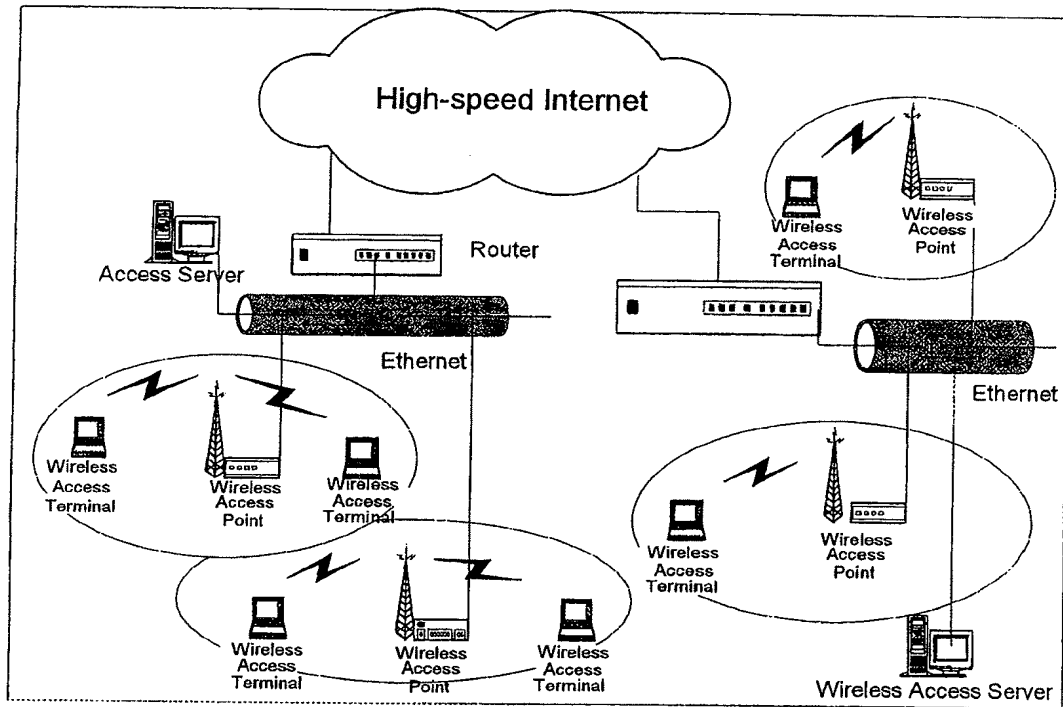 High-speed Internet
Wireless
Access
Terminal
Wireless
Access
Point
Access Server
Router
Ethernet
Ethernet
Wireless
Access
Terminal
Wireless
Access
Point
Wireless
Access
Terminal
Wireless
Access
Terminal
Wireless
Access
Point
Wireless
Access
Terminal
Wireless
Access
Point
Wireless
Access
Terminal
Wireless Access Server